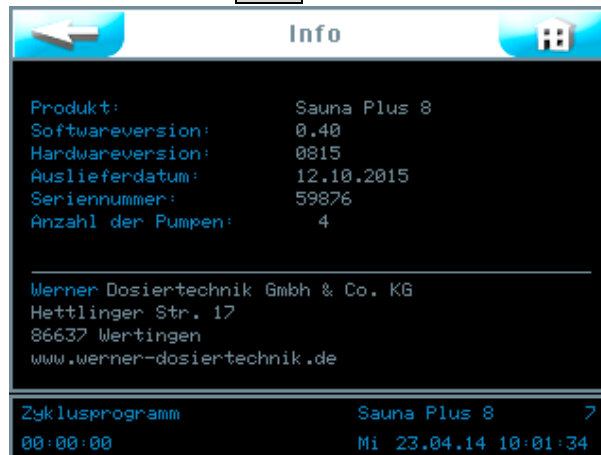 Info
Produkt: Sauna Plus 8
Softwareversion: 0.40
Hardwareversion: 0815
Auslieferdatum: 12.10.2015
Seriennummer: 59876
Anzahl der Pumpen: 4
Werner Dosiertechnik Gmbh & Co. KG
Hettlinger Str. 17
86637 Wertingen
www.werner-dosiertechnik.de
Zyklusprogramm Sauna Plus 8 7
00:00:00 Mi 23.04.14 10:01:34